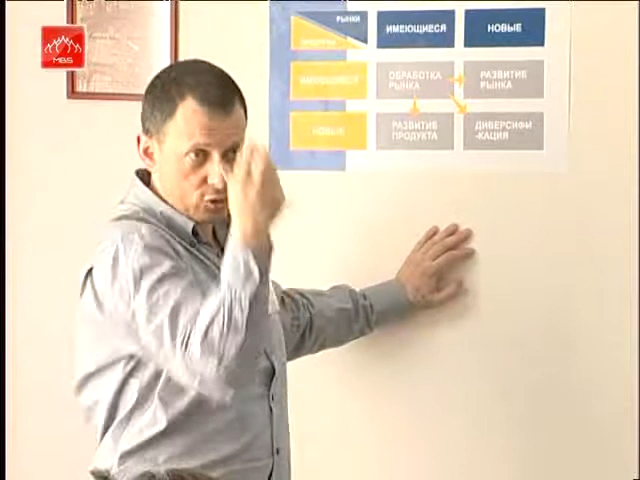 MBS
РЫНКИ
ИМЕЮЩИЕСЯ
НОВЫЕ
ИМЕЮЩИЕСЯ
ОБРАБОТКА
РЫНКА
РАЗВИТИЕ
РЫНКА
НОВЫЕ
РАЗВИТИЕ
ПРОДУКТА
ДИВЕРСИФИ
-КАЦИЯ